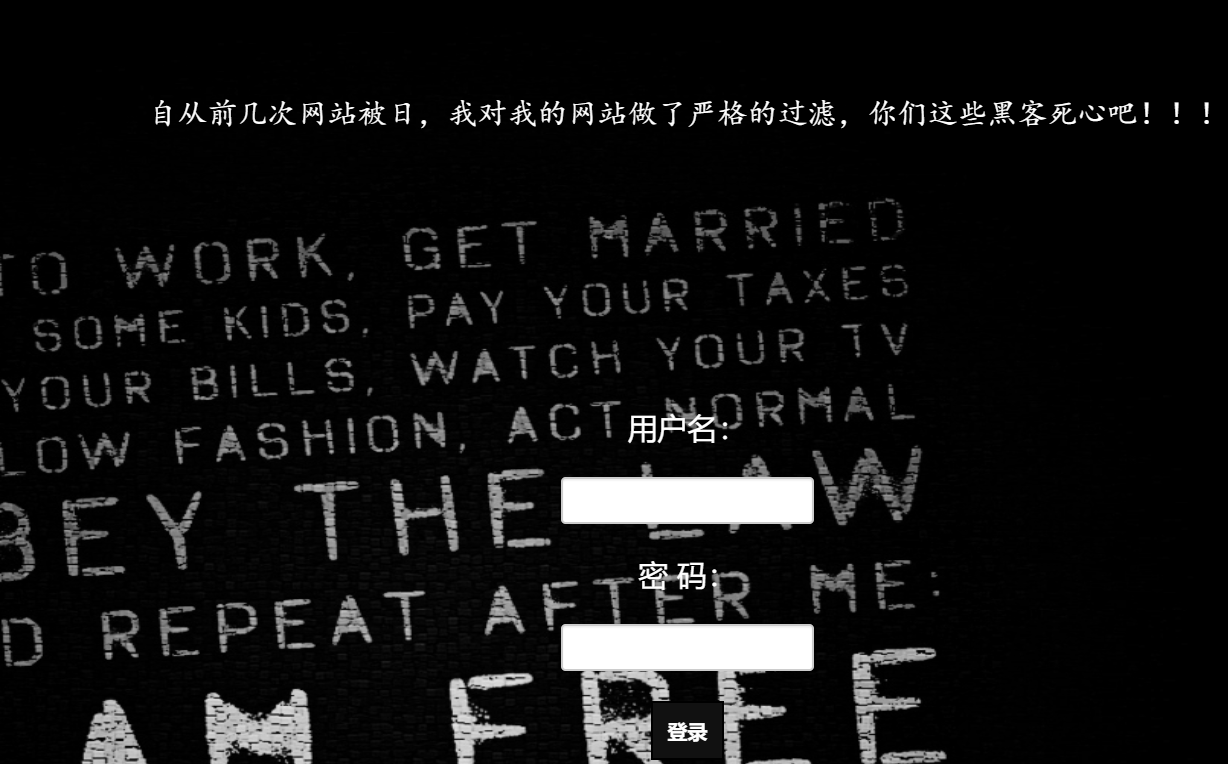 自从前几次网站被日，我对我的网站做了严格的过滤，你们这些黑客死心吧！！！
TO WORK, GET MARRIED
SOME KIDS, PAY YOUR TAXES
YOUR BILLS, WATCH YOUR TV
LOW FASHION, ACT NORMAL
用户名：
BEY THE LAW
密 码：
D REPEAT AFTER ME:
AM FREE
登录